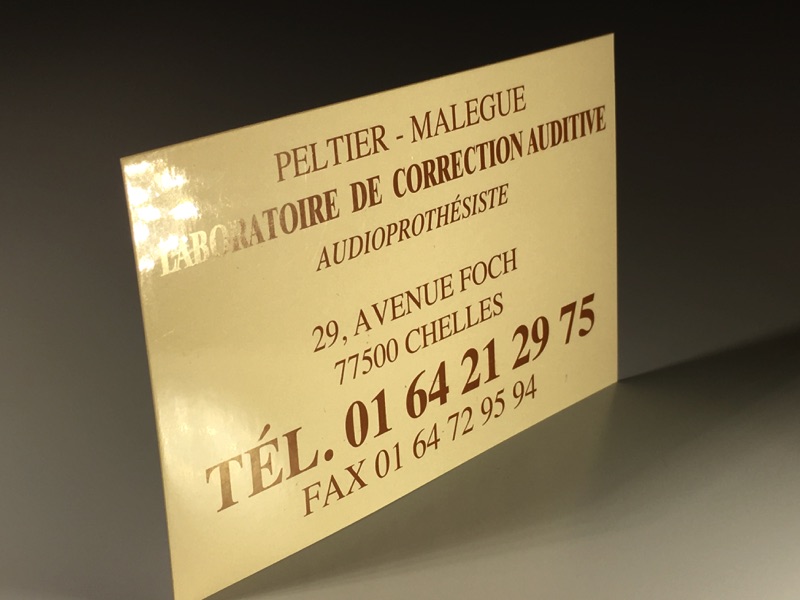 PELTIER - MALEGUE
LABORATOIRE DE CORRECTION AUDITIVE
AUDIOPROTHÉSISTE
29, AVENUE FOCH
77500 CHELLES
TÉL. 01 64 21 29 75
FAX 01 64 72 95 94